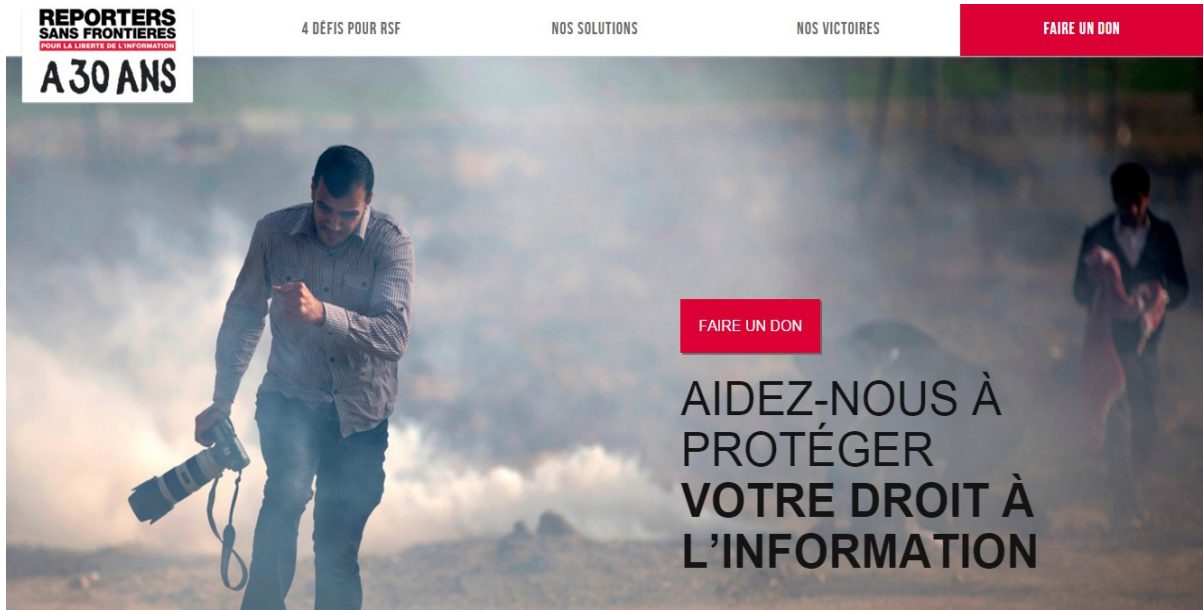 REPORTERS
SANS FRONTIERES
POUR LA LIBERTE DE L'INFORMATION
A 30 ANS
4 DÉFIS POUR RSF
NOS SOLUTIONS
NOS VICTOIRES
FAIRE UN DON
FAIRE UN DON
AIDEZ-NOUS À
PROTÉGER
VOTRE DROIT À
L’INFORMATION